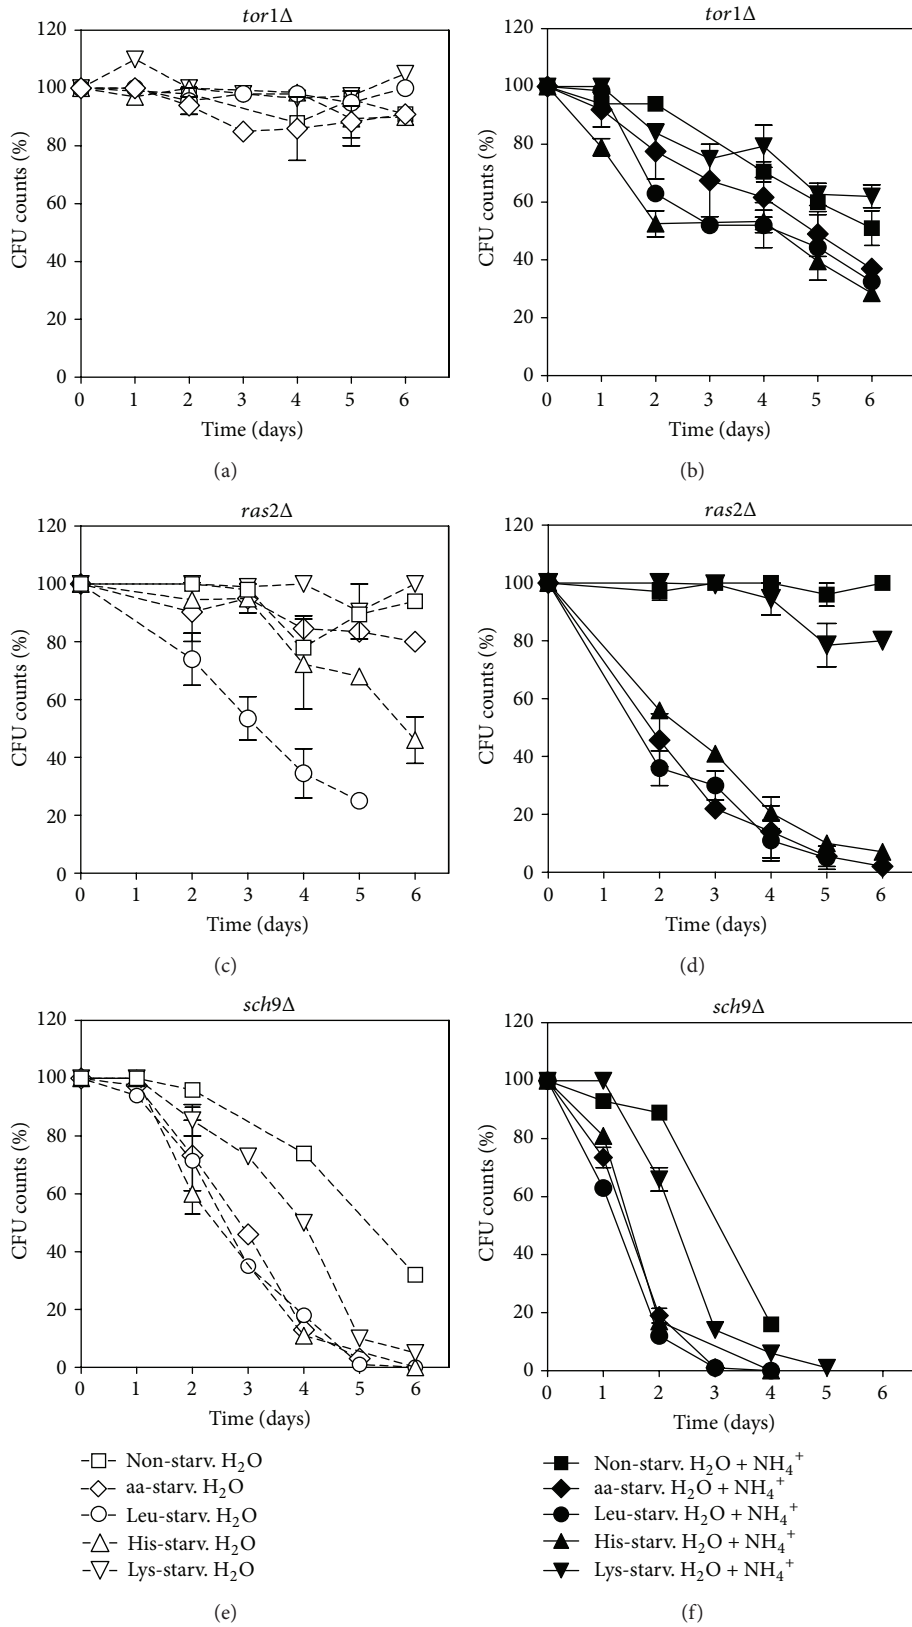 tor1Δ
120
100
80
60
40
20
0
CFU counts (%)
0 1 2 3 4 5 6
Time (days)
(a)
tor1Δ
120
100
80
60
40
20
0
CFU counts (%)
0 1 2 3 4 5 6
Time (days)
(b)
ras2Δ
120
100
80
60
40
20
0
CFU counts (%)
0 1 2 3 4 5 6
Time (days)
(c)
ras2Δ
120
100
80
60
40
20
0
CFU counts (%)
0 1 2 3 4 5 6
Time (days)
(d)
sch9Δ
120
100
80
60
40
20
0
CFU counts (%)
0 1 2 3 4 5 6
Time (days)
Non-starv. H₂O
aa-starv. H₂O
Leu-starv. H₂O
His-starv. H₂O
Lys-starv. H₂O
(e)
sch9Δ
120
100
80
60
40
20
0
CFU counts (%)
0 1 2 3 4 5 6
Time (days)
Non-starv. H₂O + NH₄⁺
aa-starv. H₂O + NH₄⁺
Leu-starv. H₂O + NH₄⁺
His-starv. H₂O + NH₄⁺
Lys-starv. H₂O + NH₄⁺
(f)